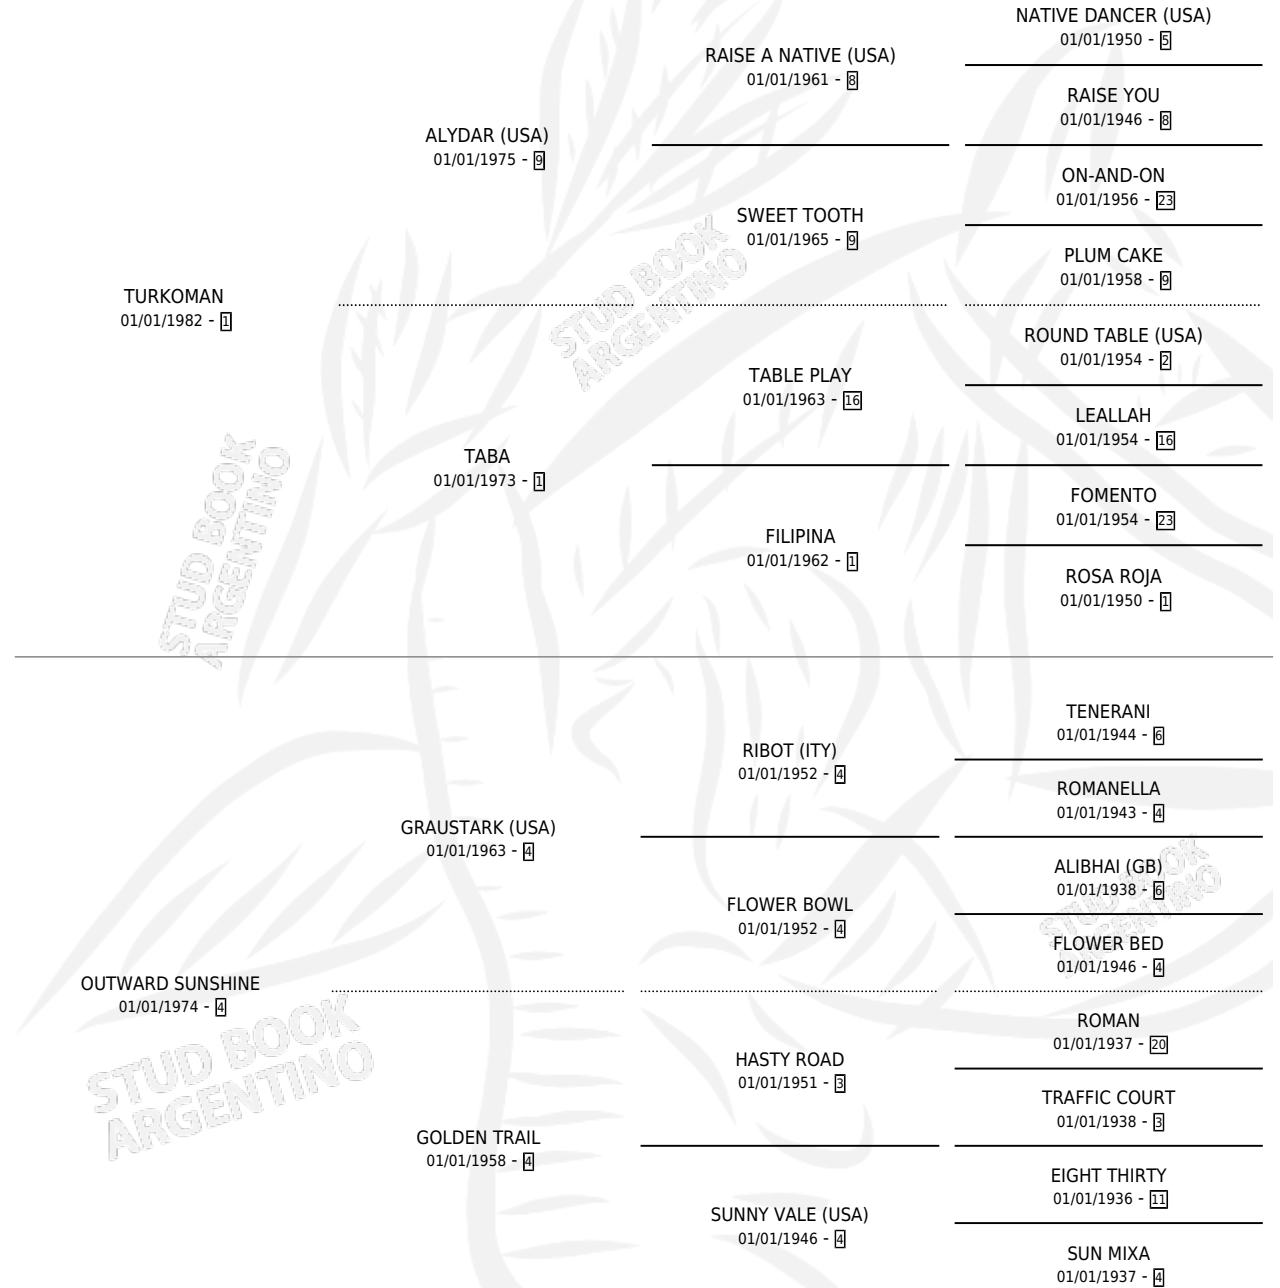 NATIVE DANCER (USA)
01/01/1950 - 5
RAISE A NATIVE (USA)
01/01/1961 - 8
RAISE YOU
01/01/1946 - 8
ALYDAR (USA)
01/01/1975 - 9
ON-AND-ON
01/01/1956 - 23
SWEET TOOTH
01/01/1965 - 9
PLUM CAKE
01/01/1958 - 9
TURKOMAN
01/01/1982 - 1
STUD BOOK
ARGENTINO
ROUND TABLE (USA)
01/01/1954 - 2
TABLE PLAY
01/01/1963 - 16
LEALLAH
01/01/1954 - 16
TABA
01/01/1973 - 1
STUD BOOK
ARGENTINO
FOMENTO
01/01/1954 - 23
FILIPINA
01/01/1962 - 1
ROSA ROJA
01/01/1950 - 1
TENERANI
01/01/1944 - 6
RIBOT (ITY)
01/01/1952 - 4
ROMANELLA
01/01/1943 - 4
GRAUSTARK (USA)
01/01/1963 - 4
ALIBHAI (GB)
01/01/1938 - 6
STUD BOOK
ARGENTINO
FLOWER BOWL
01/01/1952 - 4
FLOWER BED
01/01/1946 - 4
OUTWARD SUNSHINE
01/01/1974 - 4
STUD BOOK
ARGENTINO
ROMAN
01/01/1937 - 20
HASTY ROAD
01/01/1951 - 3
TRAFFIC COURT
01/01/1938 - 3
GOLDEN TRAIL
01/01/1958 - 4
EIGHT THIRTY
01/01/1936 - 11
SUNNY VALE (USA)
01/01/1946 - 4
SUN MIXA
01/01/1937 - 4